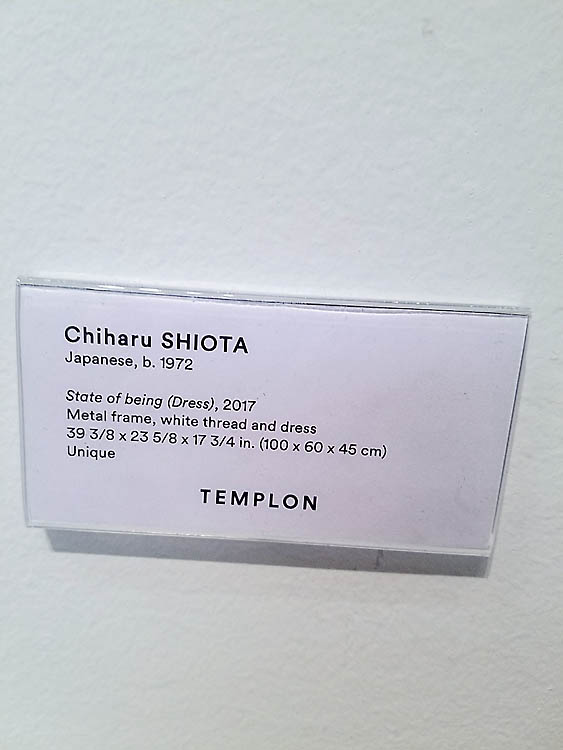 Chiharu SHIOTA
Japanese, b. 1972
State of being (Dress), 2017
Metal frame, white thread and dress
39 3/8 x 23 5/8 x 17 3/4 in. (100 x 60 x 45 cm)
Unique
TEMPLON